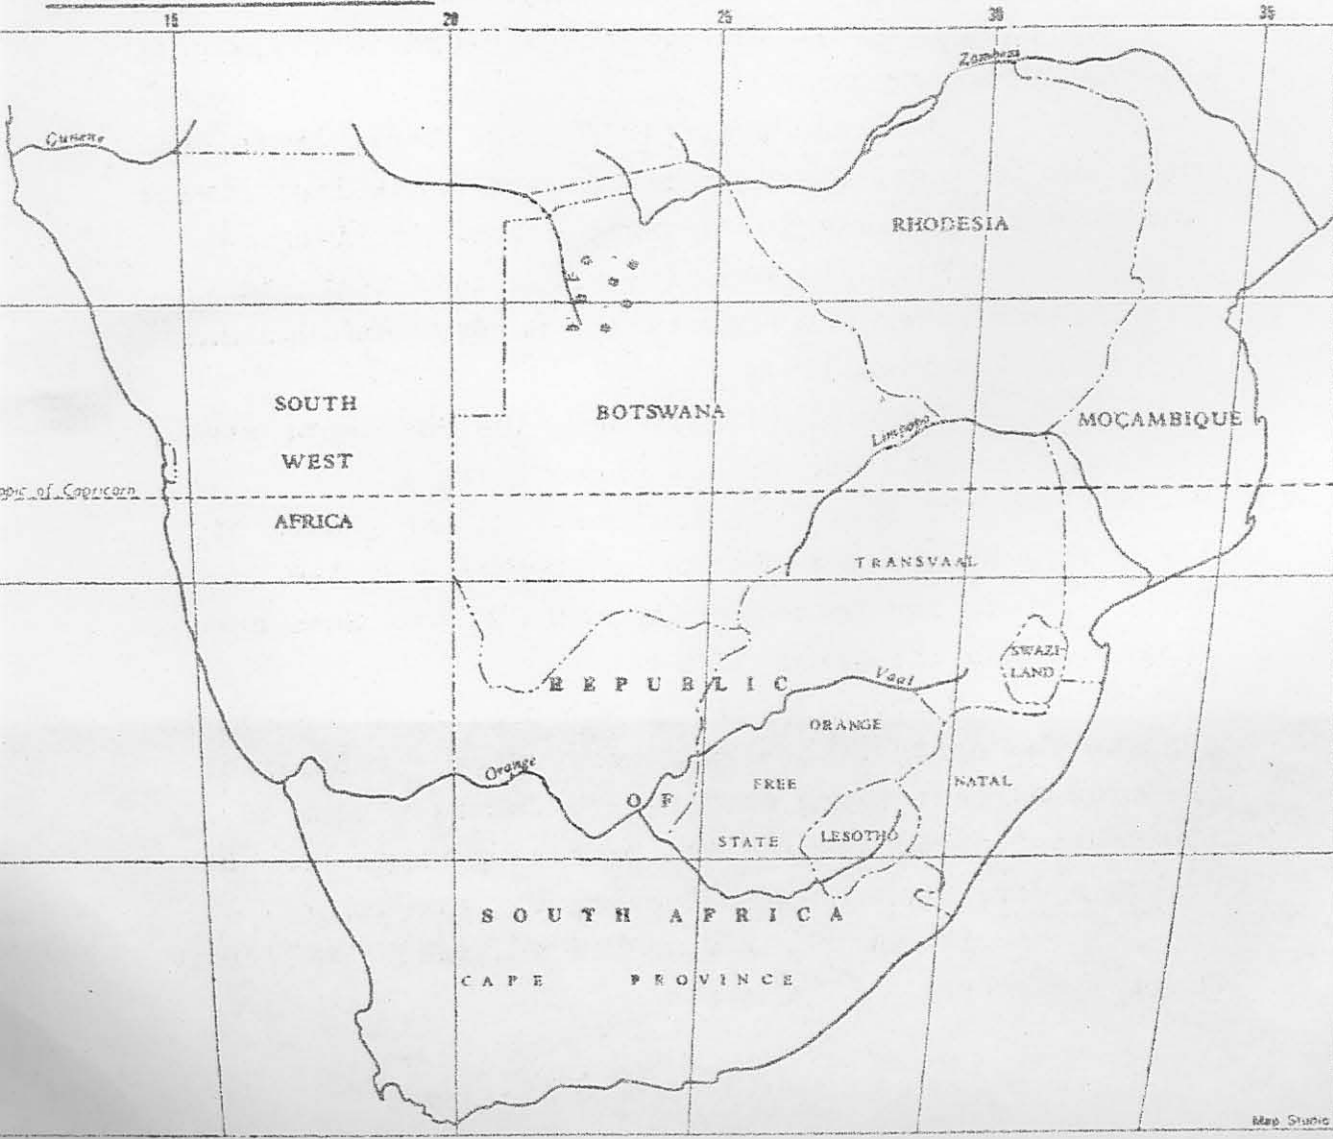 15 20 25 30 35
Zambezi
Cunene
RHODESIA
SOUTH
WEST
AFRICA
BOTSWANA
MOÇAMBIQUE
Limpopo
Tropic of Capricorn
TRANSVAAL
SWAZI-
LAND
REPUBLIC
Vaal
ORANGE
Orange
FREE
NATAL
OF
STATE
LESOTHO
SOUTH AFRICA
CAPE PROVINCE
Map Studio